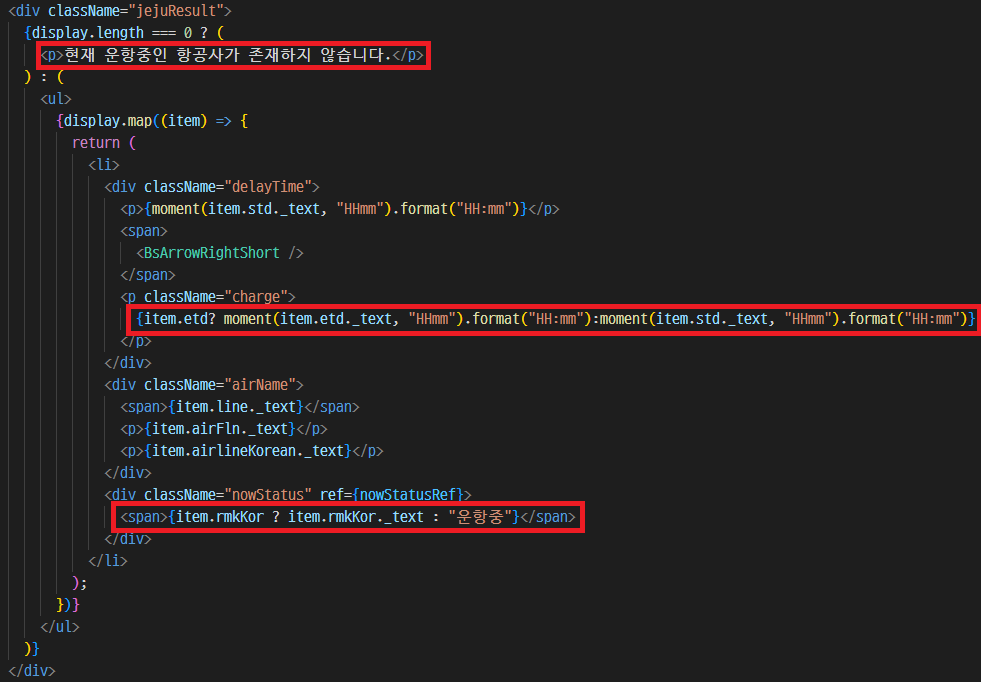 <div className="jejuResult">
{display.length === 0 ? (
<p>현재 운항중인 항공사가 존재하지 않습니다.</p>
) : (
<ul>
{display.map((item) => {
return (
<li>
<div className="delayTime">
<p>{moment(item.std._text, "HHmm").format("HH:mm")}</p>
<span>
<BsArrowRightShort />
</span>
<p className="charge">
{item.etd? moment(item.etd._text, "HHmm").format("HH:mm"):moment(item.std._text, "HHmm").format("HH:mm")}
</p>
</div>
<div className="airName">
<span>{item.line._text}</span>
<p>{item.airFln._text}</p>
<p>{item.airlineKorean._text}</p>
</div>
<div className="nowStatus" ref={nowStatusRef}>
<span>{item.rmkKor ? item.rmkKor._text : "운항중"}</span>
</div>
</li>
);
})}
</ul>
)}
</div>